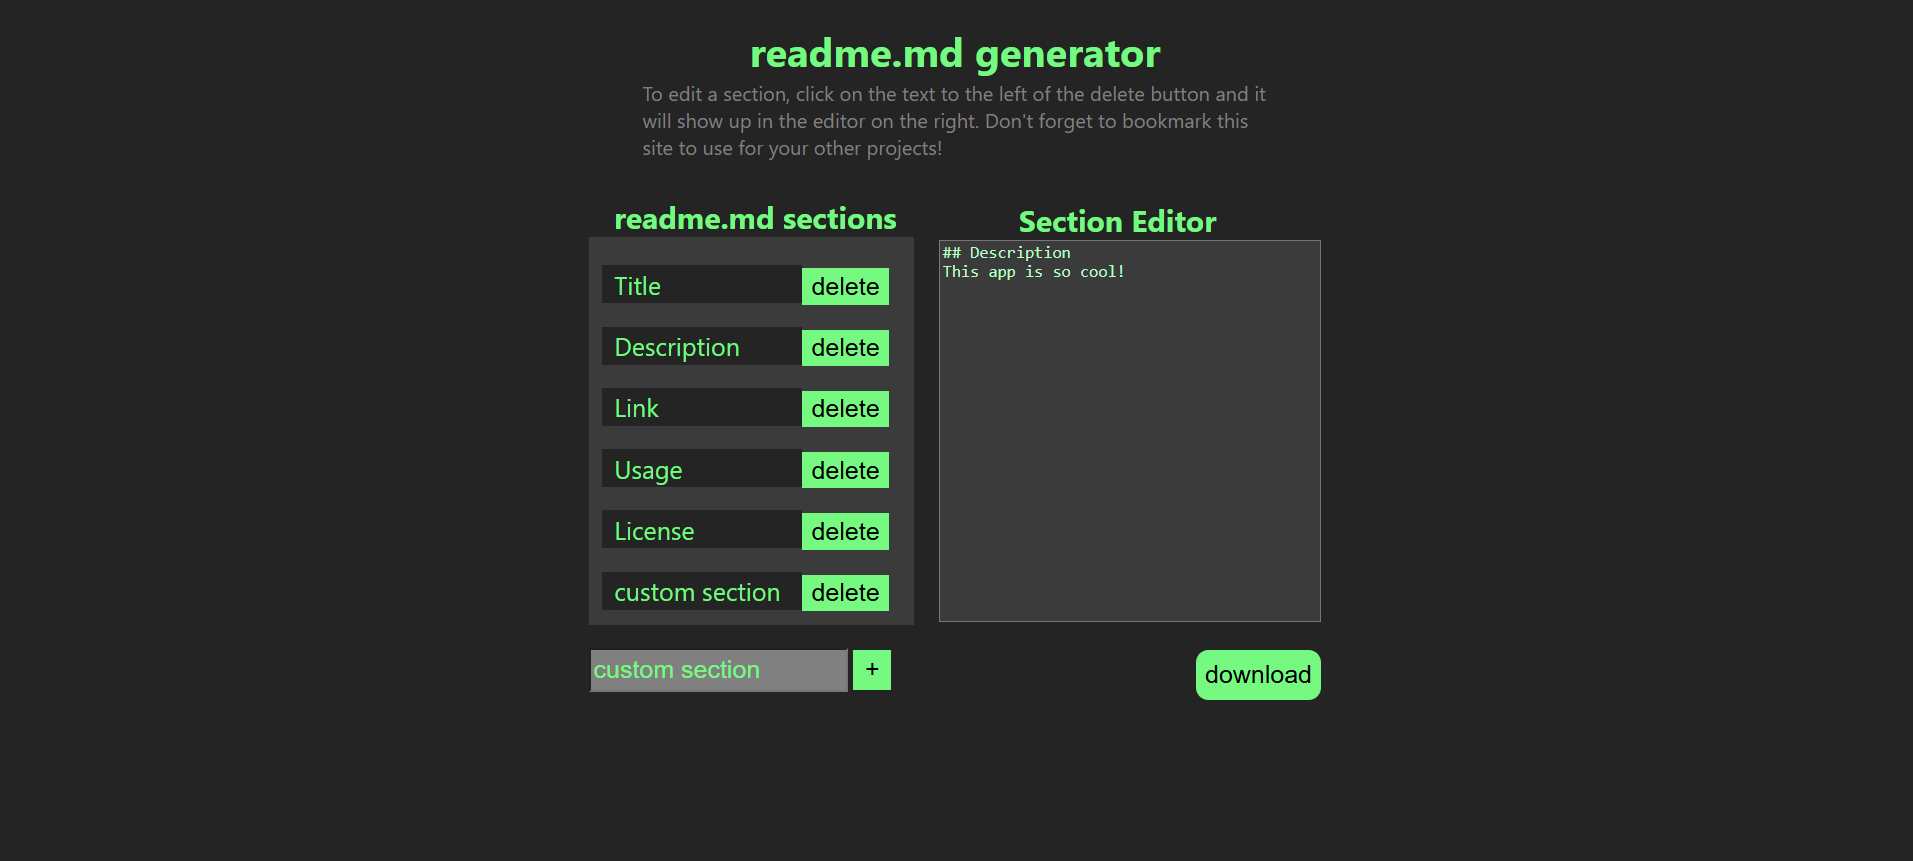 readme.md generator
To edit a section, click on the text to the left of the delete button and it
will show up in the editor on the right. Don't forget to bookmark this
site to use for your other projects!
readme.md sections
Title delete
Description delete
Link delete
Usage delete
License delete
custom section delete
custom section +
Section Editor
## Description
This app is so cool!
download